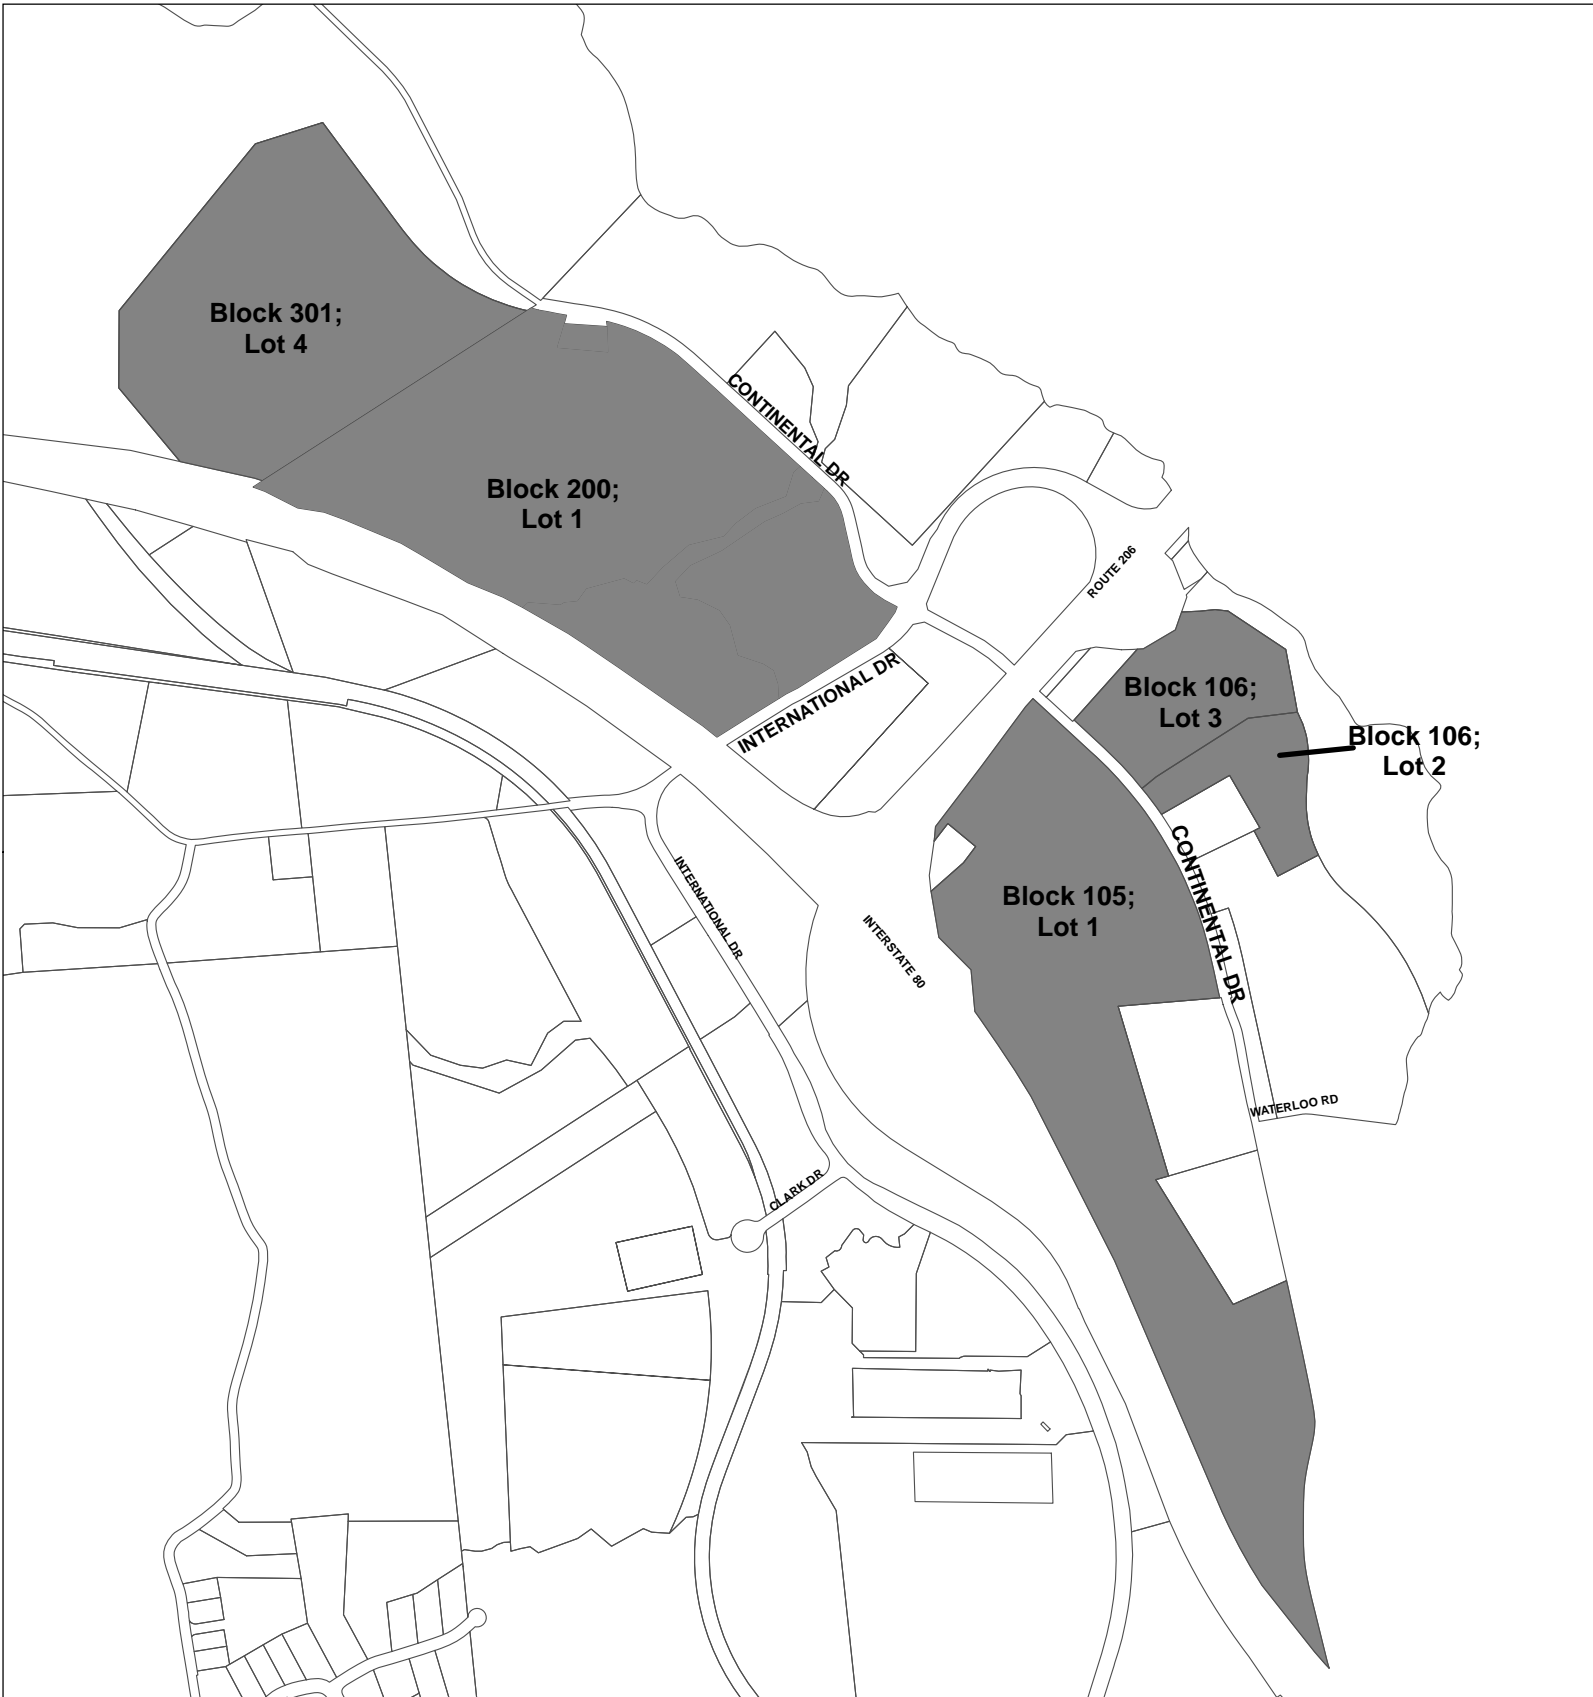 Block 301;
Lot 4
CONTINENTAL DR
Block 200;
Lot 1
ROUTE 206
INTERNATIONAL DR
Block 106;
Lot 3
Block 106;
Lot 2
CONTINENTAL DR
INTERNATIONAL DR
Block 105;
Lot 1
INTERSTATE 80
WATERLOO RD
CLARK DR